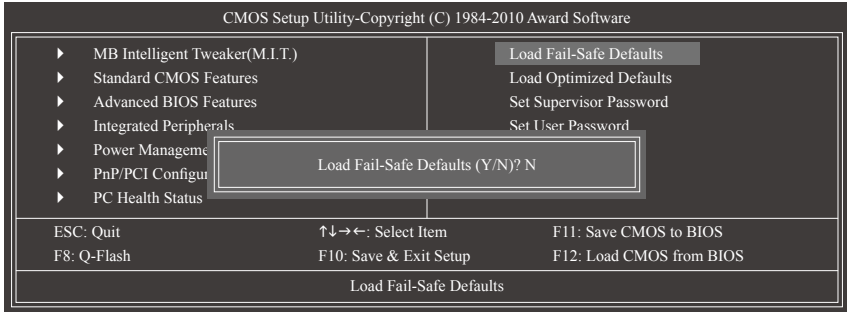 CMOS Setup Utility-Copyright (C) 1984-2010 Award Software
MB Intelligent Tweaker(M.I.T.)
Standard CMOS Features
Advanced BIOS Features
Integrated Peripherals
Power Manageme
PnP/PCI Configur
PC Health Status
Load Fail-Safe Defaults
Load Optimized Defaults
Set Supervisor Password
Set User Password
Load Fail-Safe Defaults (Y/N)? N
ESC: Quit
↑↓→←: Select Item
F11: Save CMOS to BIOS
F8: Q-Flash
F10: Save & Exit Setup
F12: Load CMOS from BIOS
Load Fail-Safe Defaults